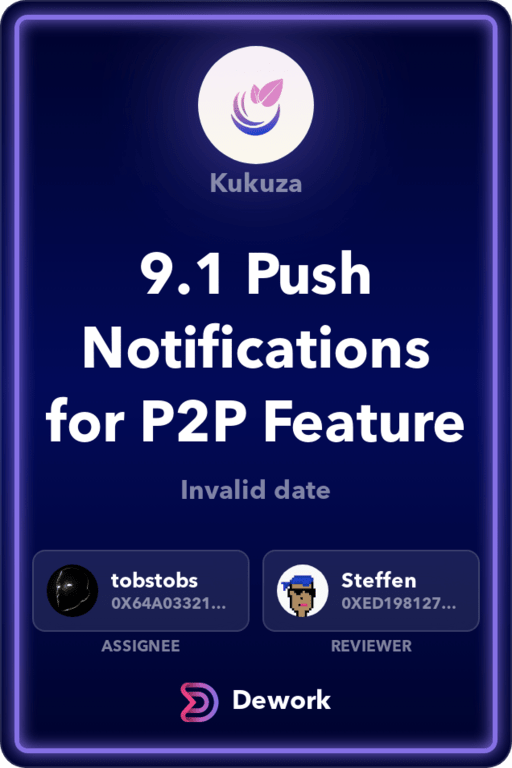 Kukuza
9.1 Push
Notifications
for P2P Feature
Invalid date
tobstobs
0X64A03321...
Steffen
0XED198127...
ASSIGNEE
REVIEWER
Dework